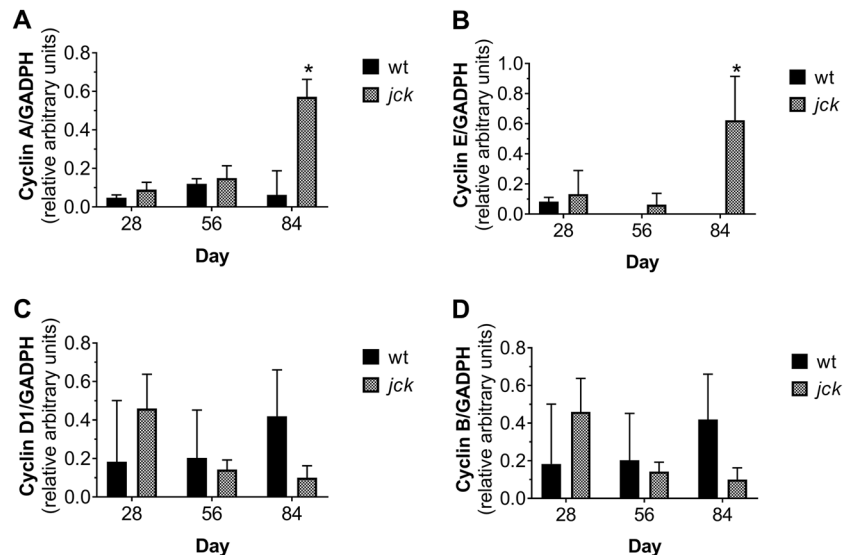 A
Cyclin A/GADPH
(relative arbitrary units)
0.8
0.6
0.4
0.2
0.0
*
28 56 84
Day
wt
jck
B
Cyclin E/GADPH
(relative arbitrary units)
1.0
0.8
0.6
0.4
0.2
0.0
*
28 56 84
Day
wt
jck
C
Cyclin D1/GADPH
(relative arbitrary units)
0.8
0.6
0.4
0.2
0.0
28 56 84
Day
wt
jck
D
Cyclin B/GADPH
(relative arbitrary units)
0.8
0.6
0.4
0.2
0.0
28 56 84
Day
wt
jck